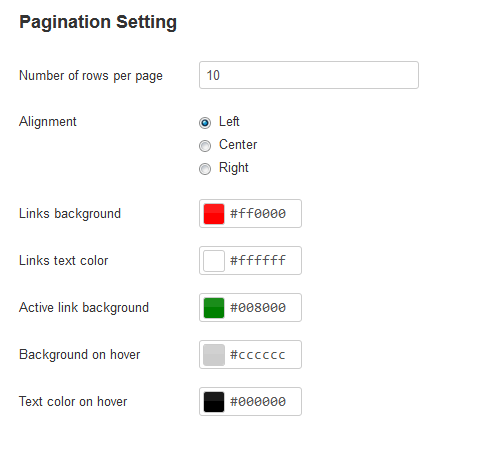 Pagination Setting
Number of rows per page 10
Alignment Left
Center
Right
Links background #ff0000
Links text color #ffffff
Active link background #008000
Background on hover #cccccc
Text color on hover #000000